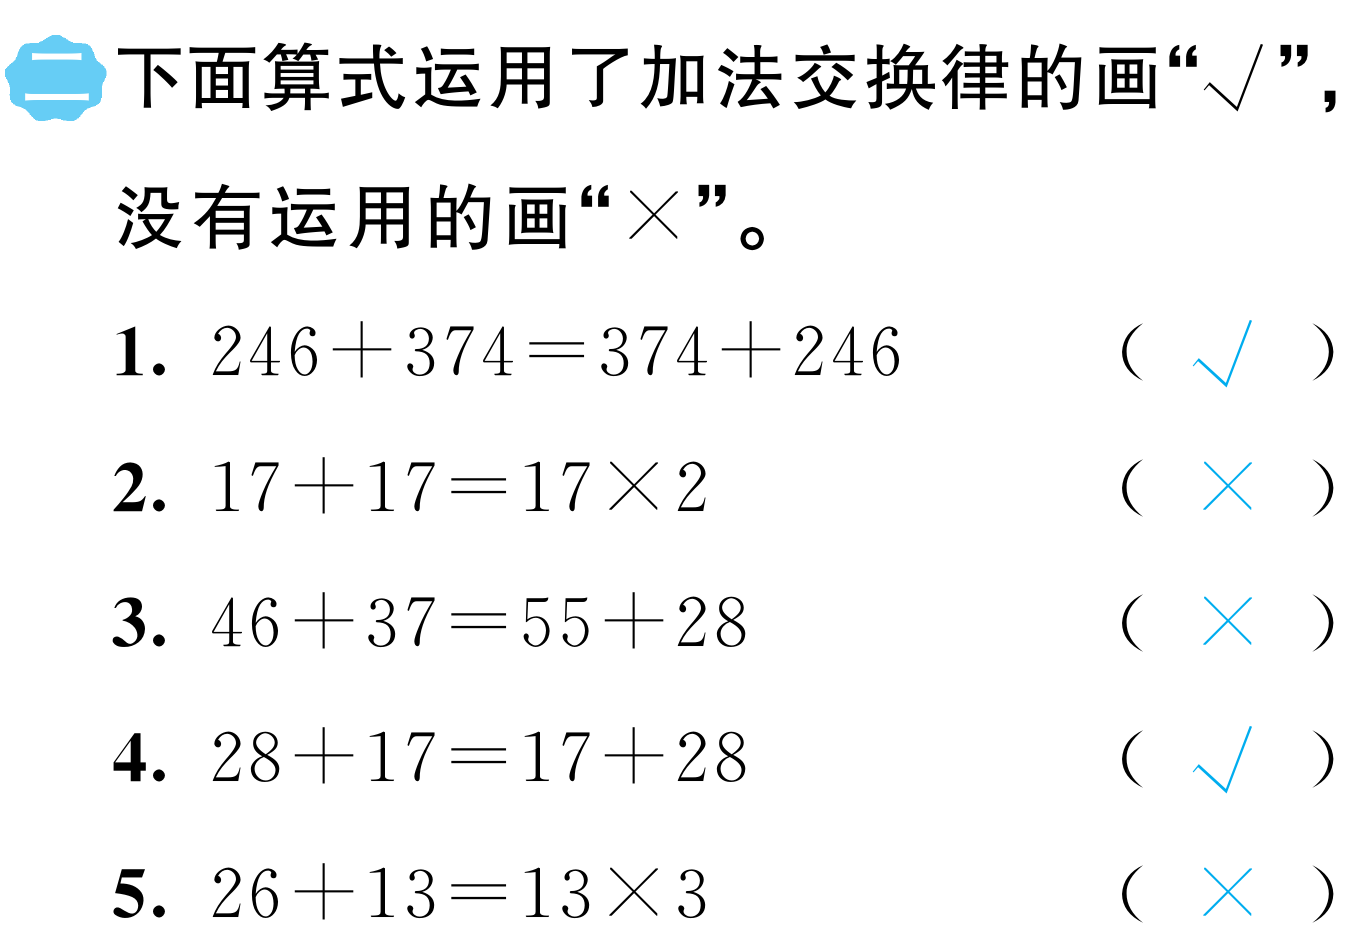 二 下面算式运用了加法交换律的画“√”,
没有运用的画“×”。
1. 246+374=374+246 ( √ )
2. 17+17=17×2 ( × )
3. 46+37=55+28 ( × )
4. 28+17=17+28 ( √ )
5. 26+13=13×3 ( × )